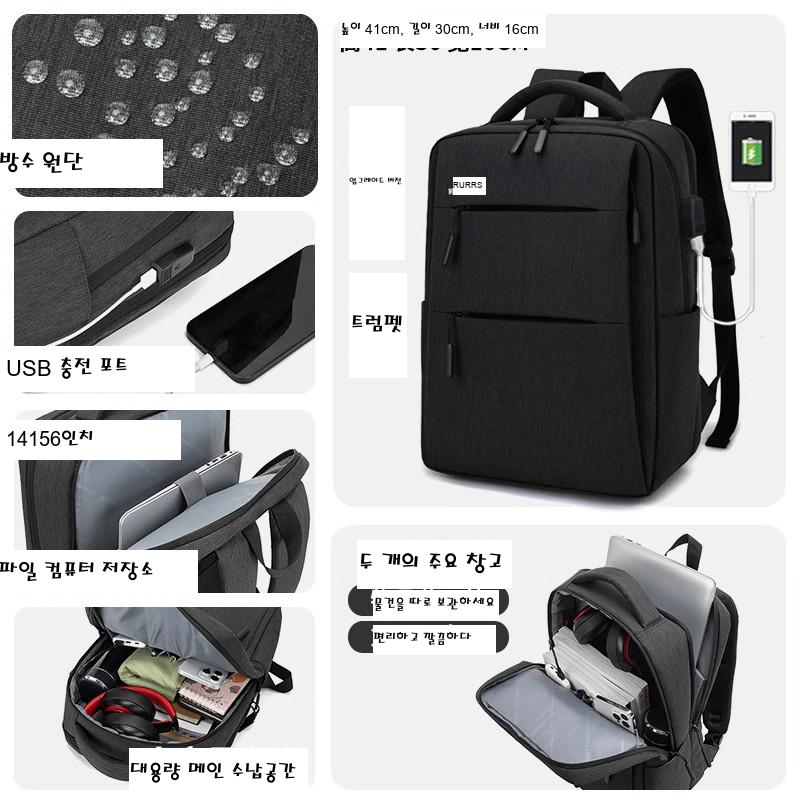 높이 41cm, 길이 30cm, 너비 16cm
방수 원단
업그레이드 버전
RURRS
트럼펫
USB 충전 포트
14156인치
파일 컴퓨터 저장소
두 개의 주요 창고
물건을 따로 보관하세요
편리하고 깔끔하다
대용량 메인 수납공간